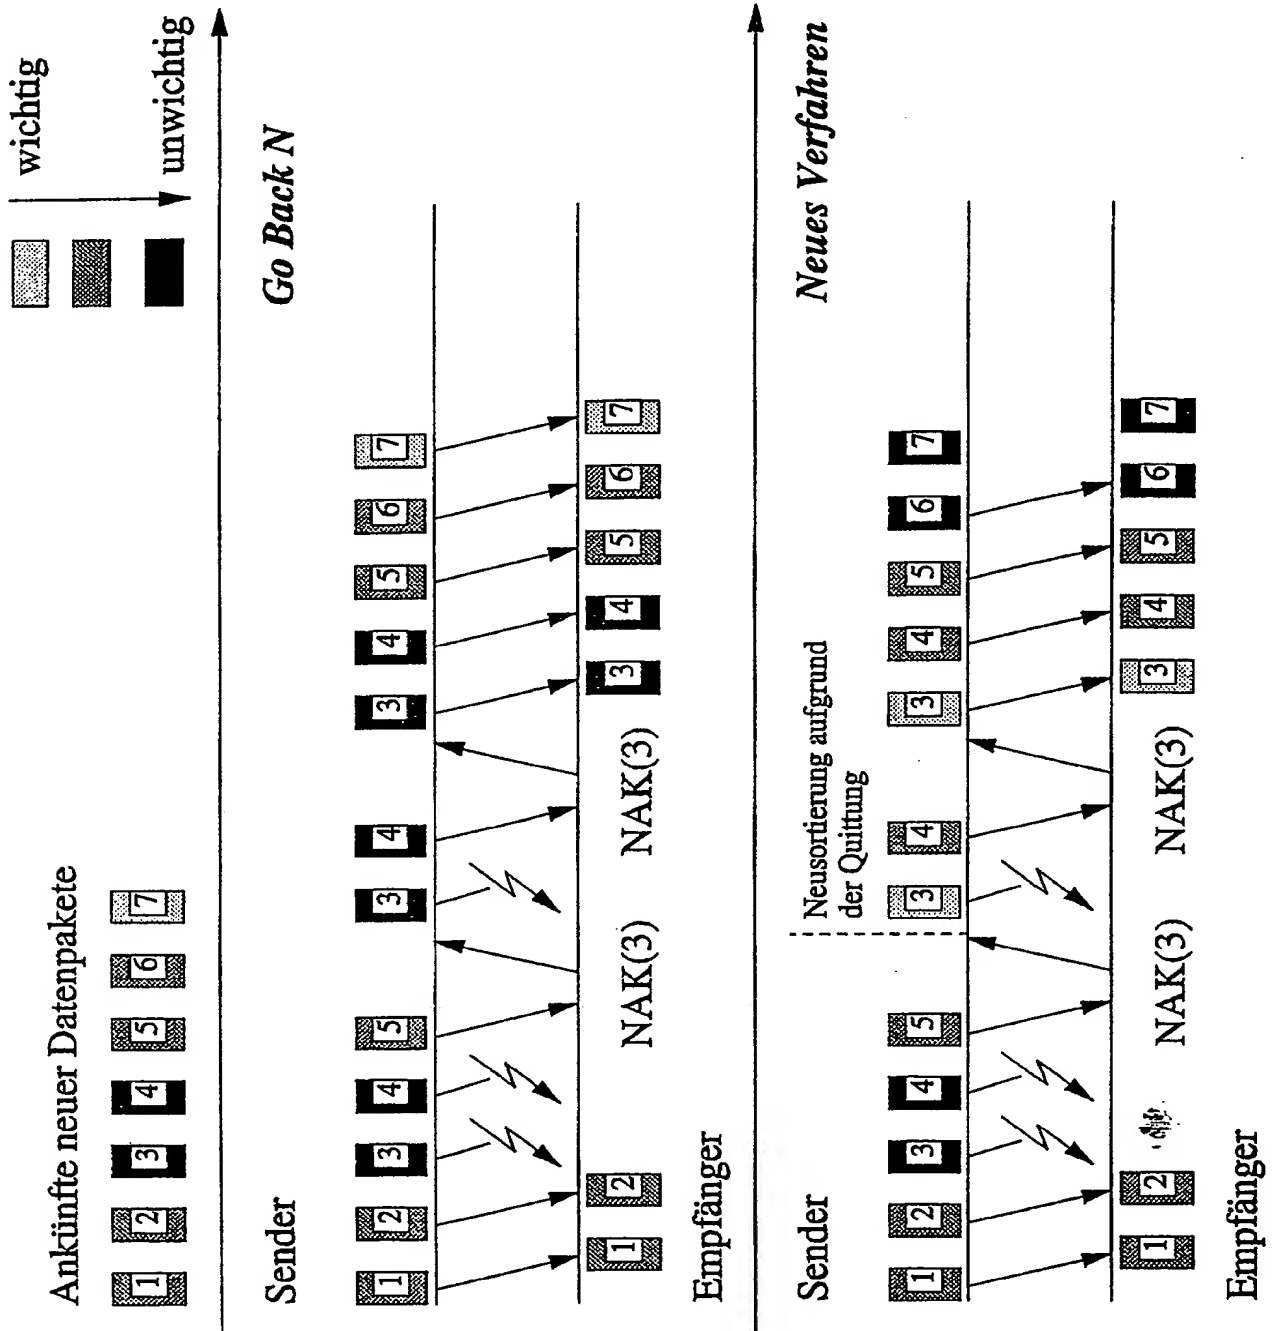 wichtig
Ankünfte neuer Datenpakete
1 2 3 4 5 6 7
unwichtig
Sender
Go Back N
1 2 3 4 5 3 4 3 4 5 6 7
1 2 NAK(3) NAK(3) 3 4 5 6 7
Empfänger
Sender
Neues Verfahren
Neusortierung aufgrund
der Quittung
1 2 3 4 5 3 4 3 4 5 6 7
1 2 NAK(3) NAK(3) 3 4 5 6 7
Empfänger